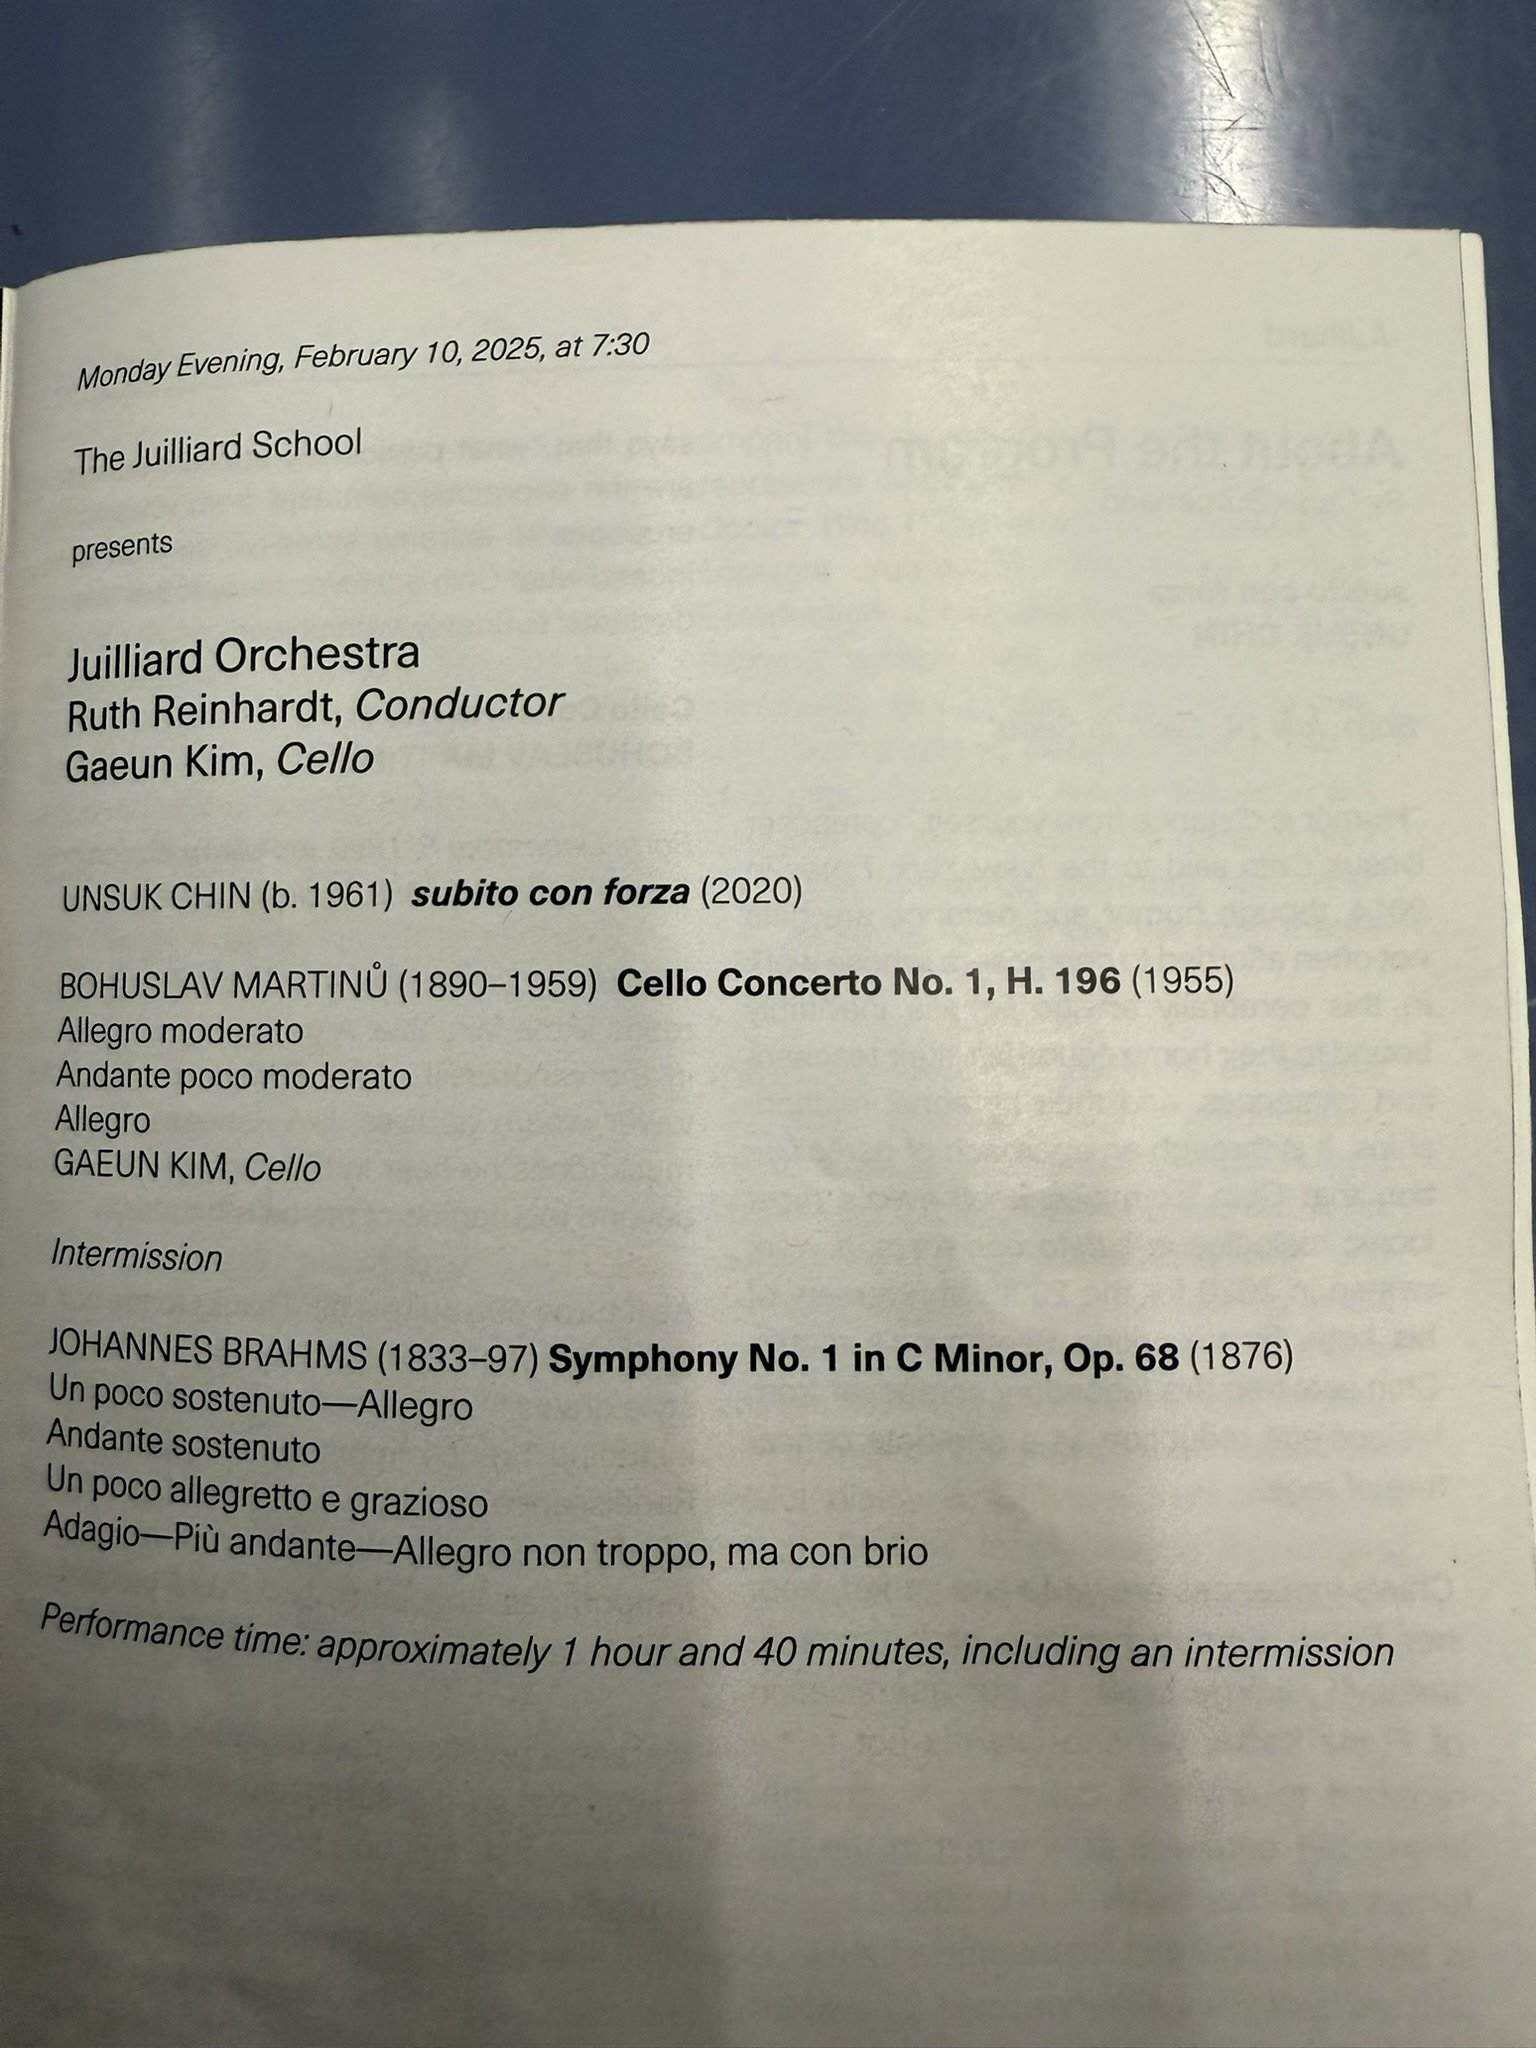 Monday Evening, February 10, 2025, at 7:30
The Juilliard School
presents
Juilliard Orchestra
Ruth Reinhardt, Conductor
Gaeun Kim, Cello
UNSUK CHIN (b. 1961) subito con forza (2020)
BOHUSLAV MARTINŮ (1890–1959) Cello Concerto No. 1, H. 196 (1955)
Allegro moderato
Andante poco moderato
Allegro
GAEUN KIM, Cello
Intermission
JOHANNES BRAHMS (1833–97) Symphony No. 1 in C Minor, Op. 68 (1876)
Un poco sostenuto—Allegro
Andante sostenuto
Un poco allegretto e grazioso
Adagio—Più andante—Allegro non troppo, ma con brio
Performance time: approximately 1 hour and 40 minutes, including an intermission